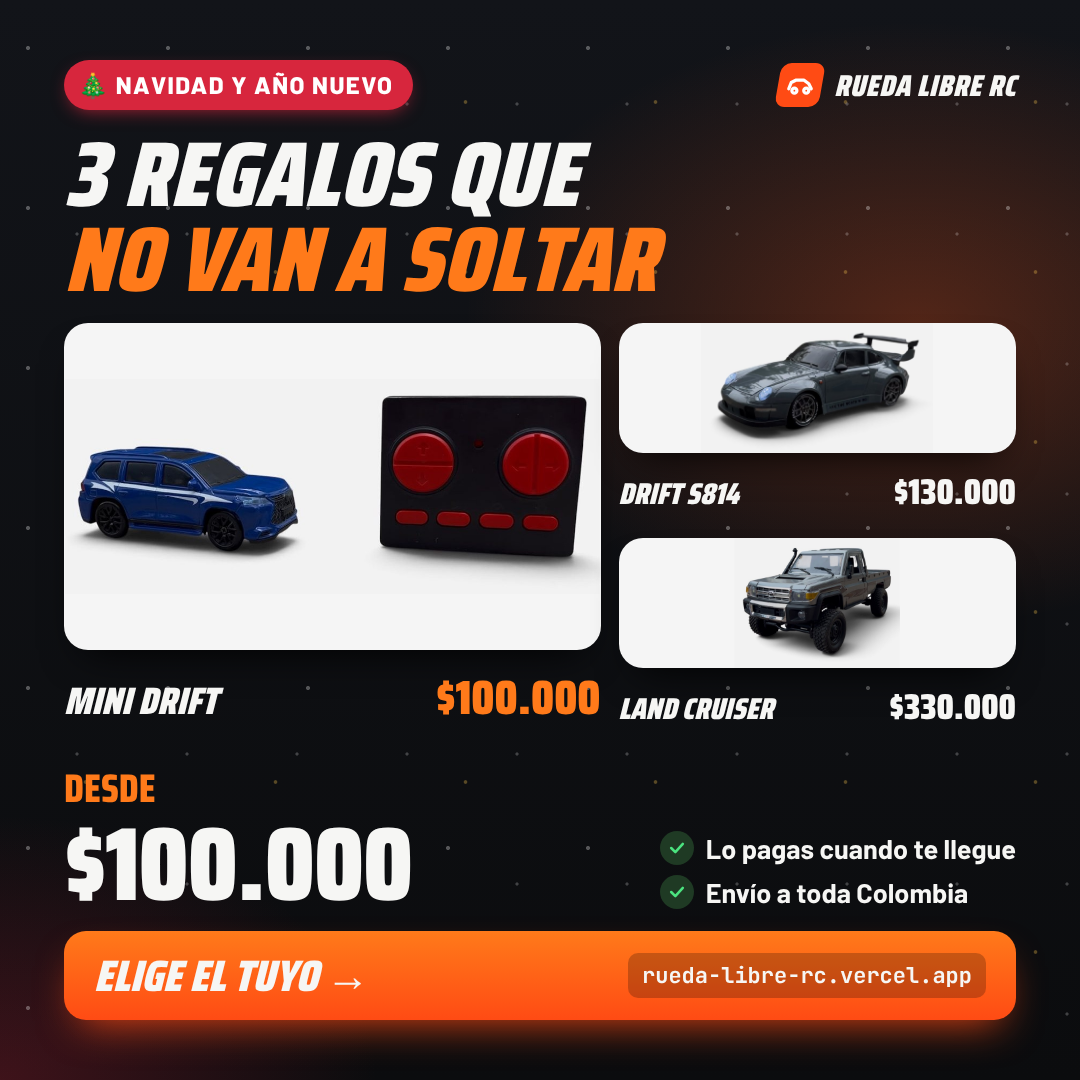 🎄 NAVIDAD Y AÑO NUEVO
RUEDA LIBRE RC
3 REGALOS QUE
NO VAN A SOLTAR
MINI DRIFT
$100.000
DRIFT S814
$130.000
LAND CRUISER
$330.000
DESDE
$100.000
Lo pagas cuando te llegue
Envío a toda Colombia
ELIGE EL TUYO →
rueda-libre-rc.vercel.app